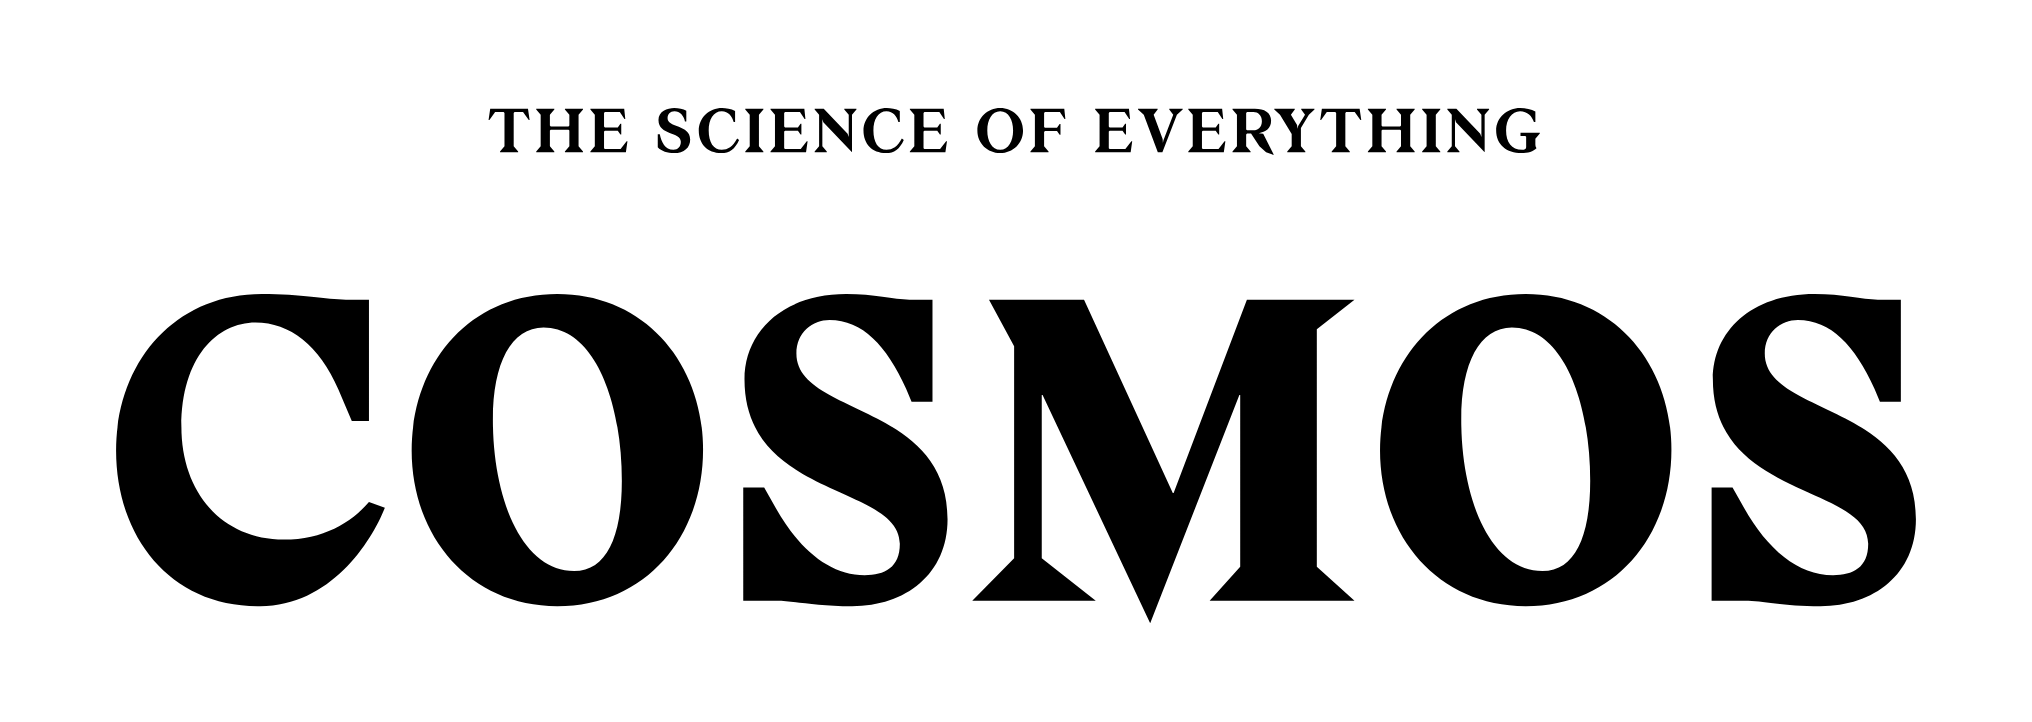 THE SCIENCE OF EVERYTHING
COSMOS